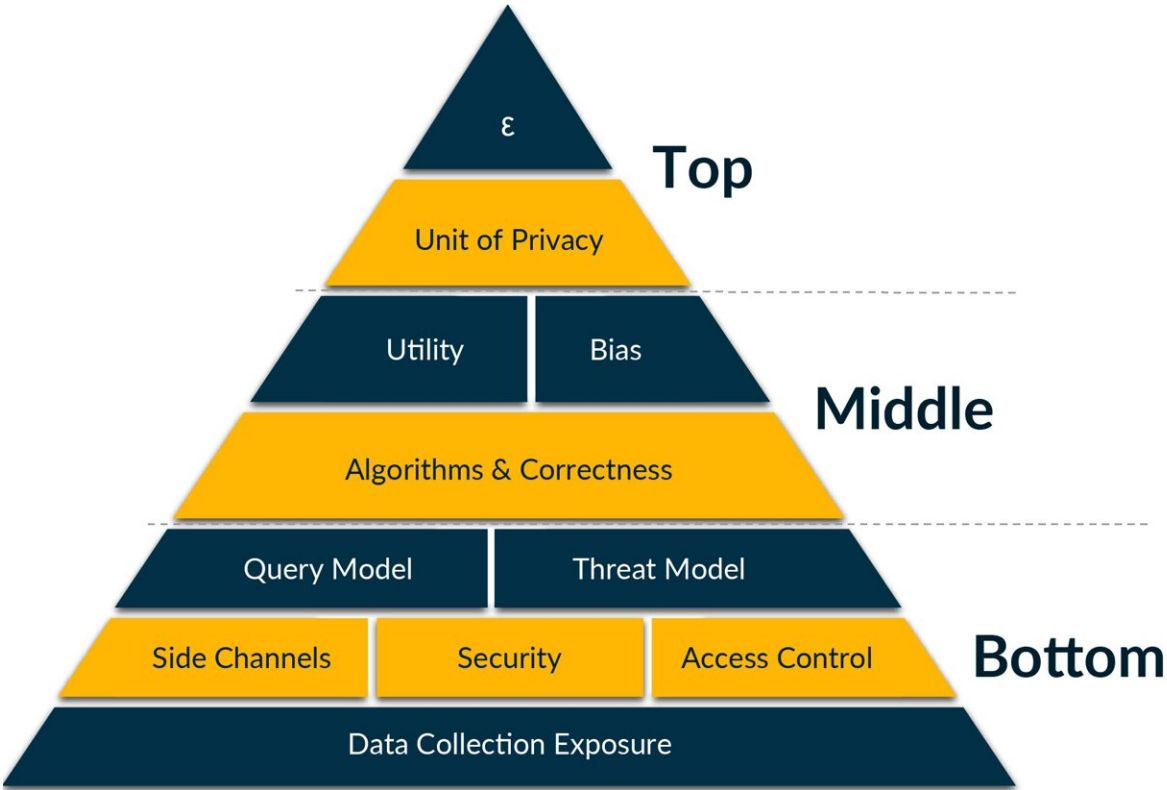 ε
Top
Unit of Privacy
Utility
Bias
Middle
Algorithms & Correctness
Query Model
Threat Model
Side Channels
Security
Access Control
Bottom
Data Collection Exposure